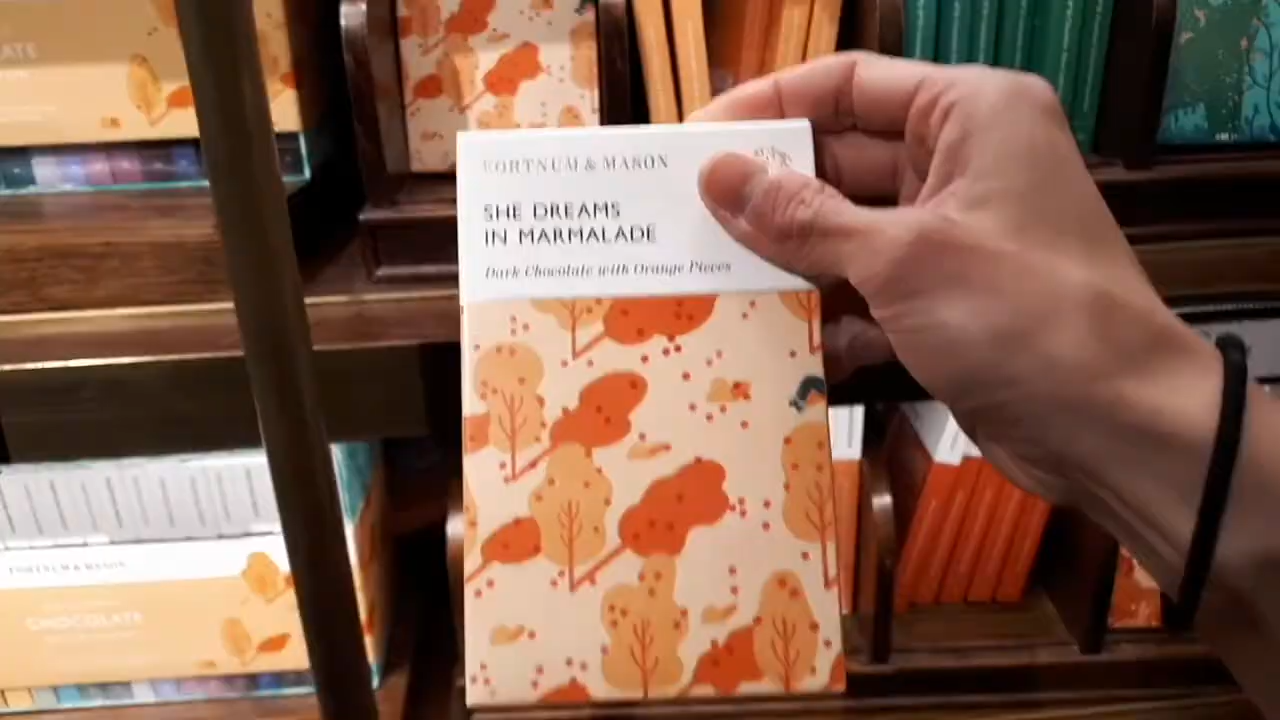 FORTNUM & MASON
SHE DREAMS
IN MARMALADE
Dark Chocolate with Orange Pieces
FORTNUM & MASON
CHOCOLATE